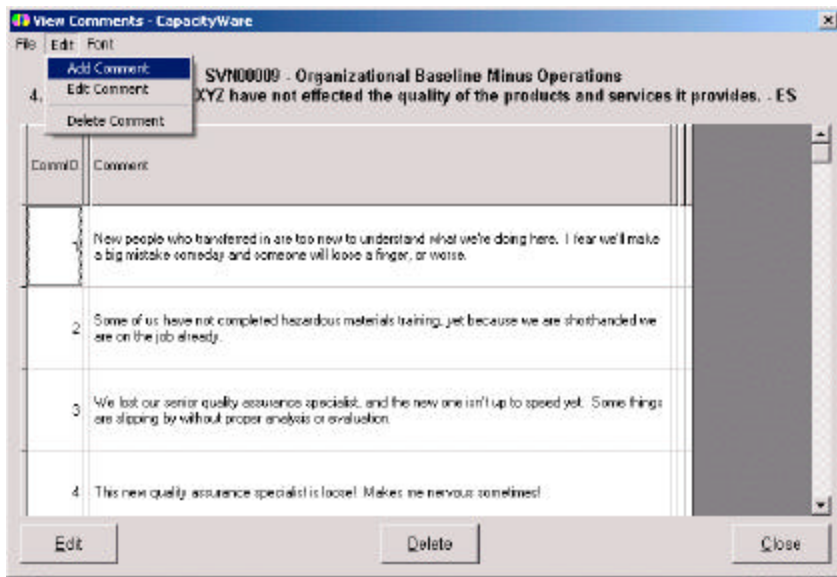 View Comments - CapacityWare
File Edit Font
Add Comment
Edit Comment
Delete Comment
SVN00009 - Organizational Baseline Minus Operations
4. XYZ have not effected the quality of the products and services it provides. - ES
CommID Comment
1 New people who transferred in are too new to understand what we're doing here. I fear we'll make
a big mistake someday and someone will loose a finger, or worse.
2 Some of us have not completed hazardous materials training, yet because we are shorthanded we
are on the job already.
3 We lost our senior quality assurance specialist, and the new one isn't up to speed yet. Some things
are slipping by without proper analysis or evaluation.
4 This new quality assurance specialist is loose! Makes me nervous sometimes!
Edit Delete Close